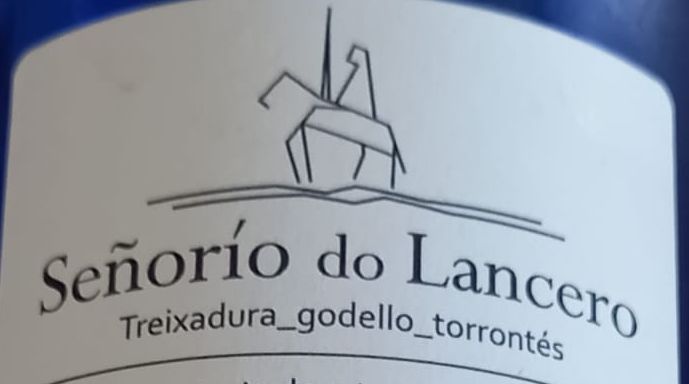 Señorío do Lancero
Treixadura_godello_torrontés